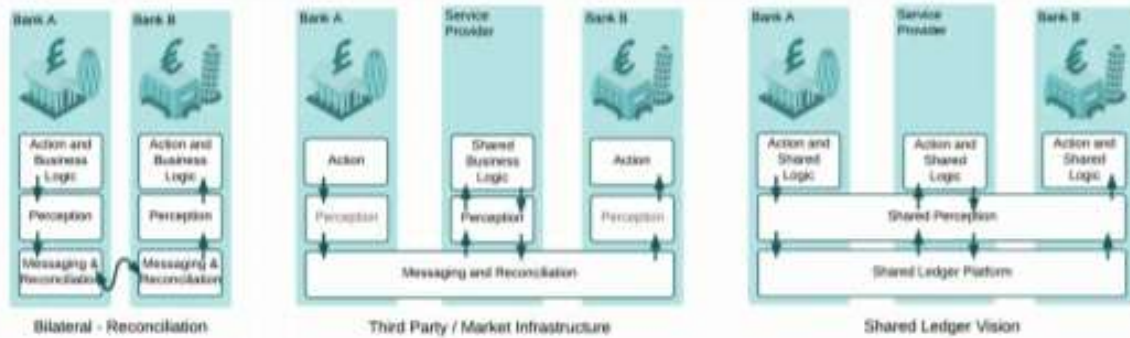 Bank A
Bank B
Action and
Business
Logic
Action and
Business
Logic
Perception
Perception
Messaging &
Reconciliation
Messaging &
Reconciliation
Bilateral - Reconciliation
Bank A
Service
Provider
Bank B
Action
Shared
Business
Logic
Action
Perception
Perception
Perception
Messaging and Reconciliation
Third Party / Market Infrastructure
Bank A
Service
Provider
Bank B
Action and
Shared
Logic
Action and
Shared
Logic
Action and
Shared
Logic
Shared Perception
Shared Ledger Platform
Shared Ledger Vision